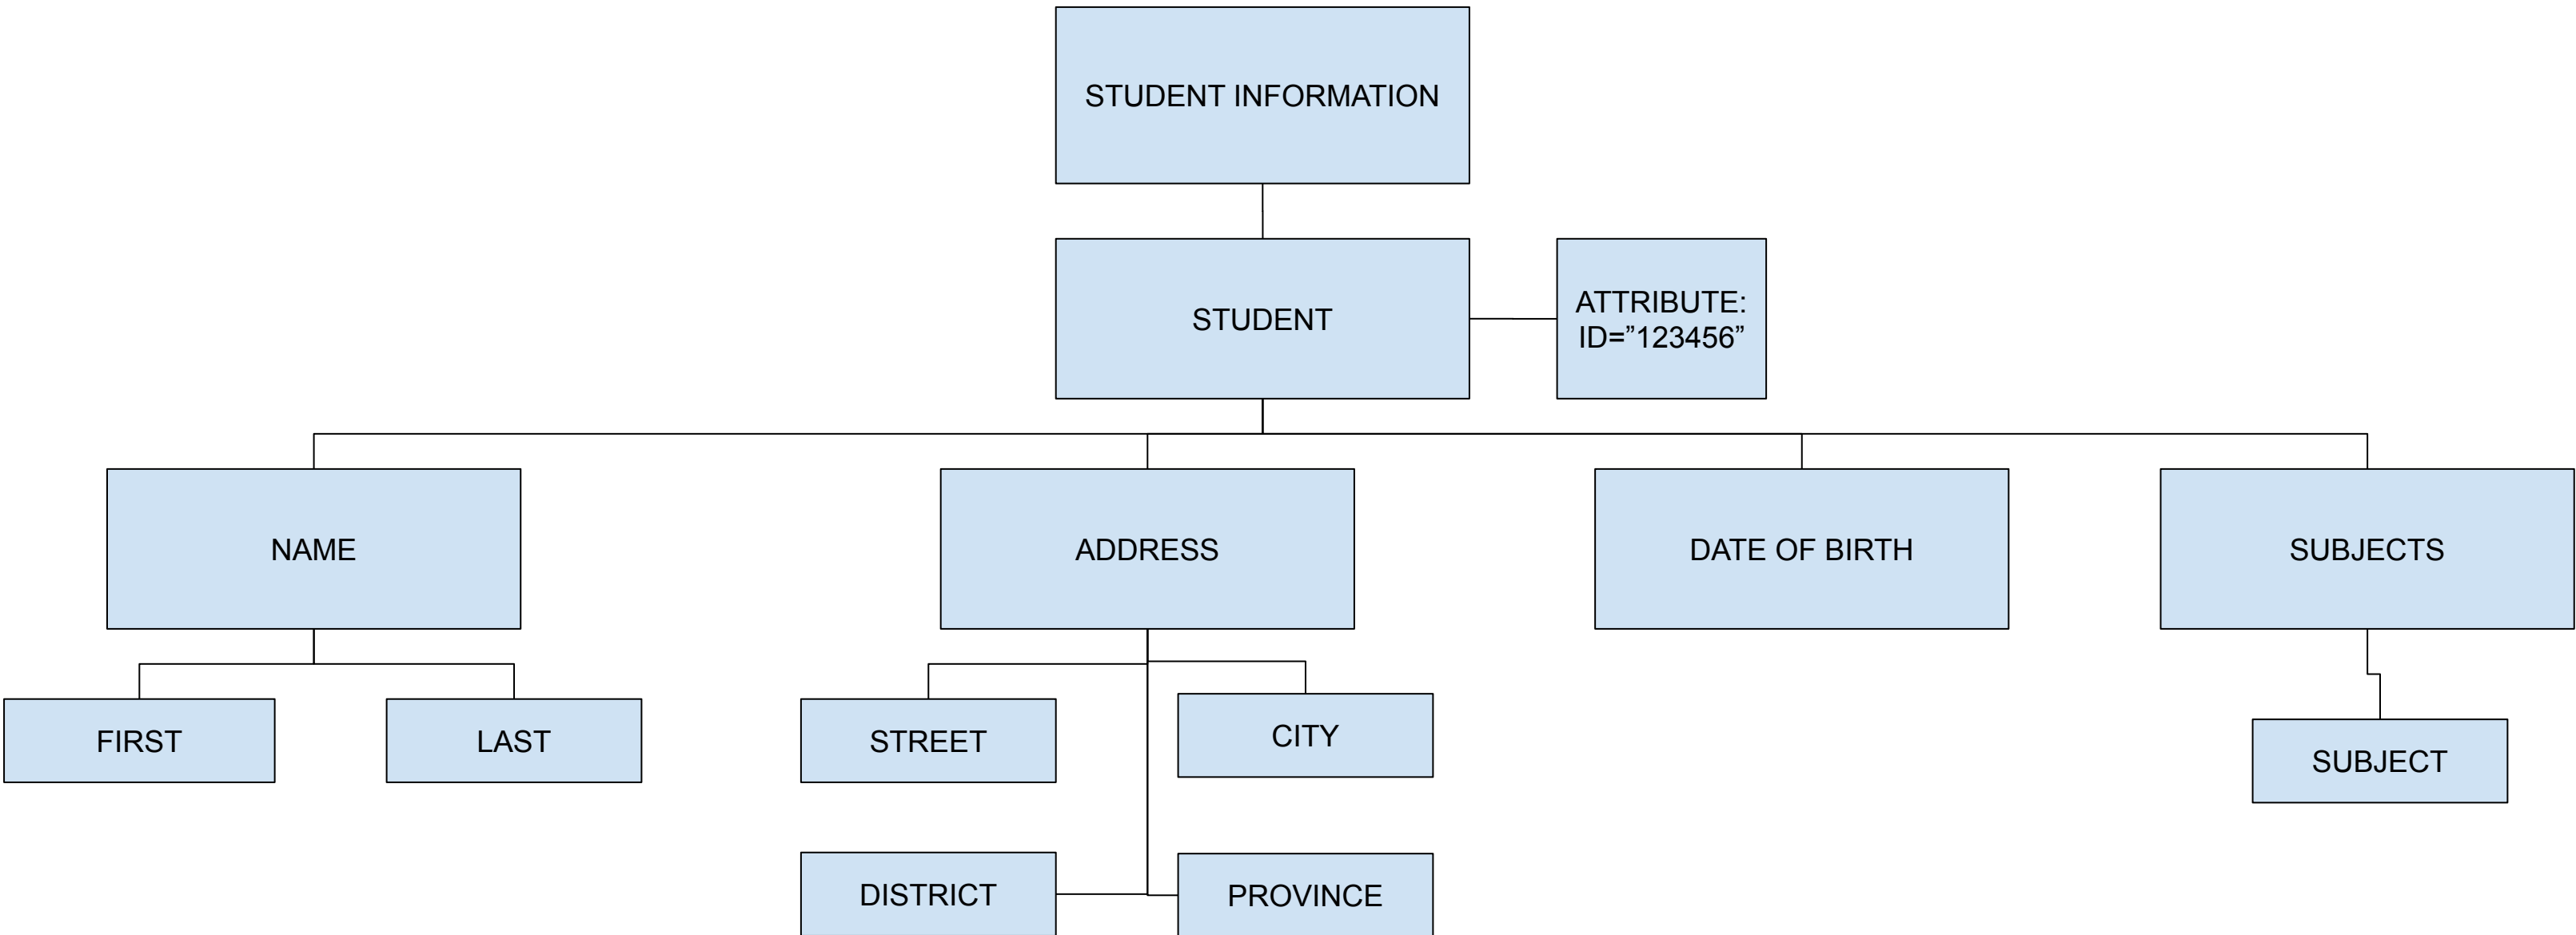 STUDENT INFORMATION
STUDENT
ATTRIBUTE:
ID=”123456”
NAME
ADDRESS
DATE OF BIRTH
SUBJECTS
FIRST
LAST
STREET
CITY
SUBJECT
DISTRICT
PROVINCE